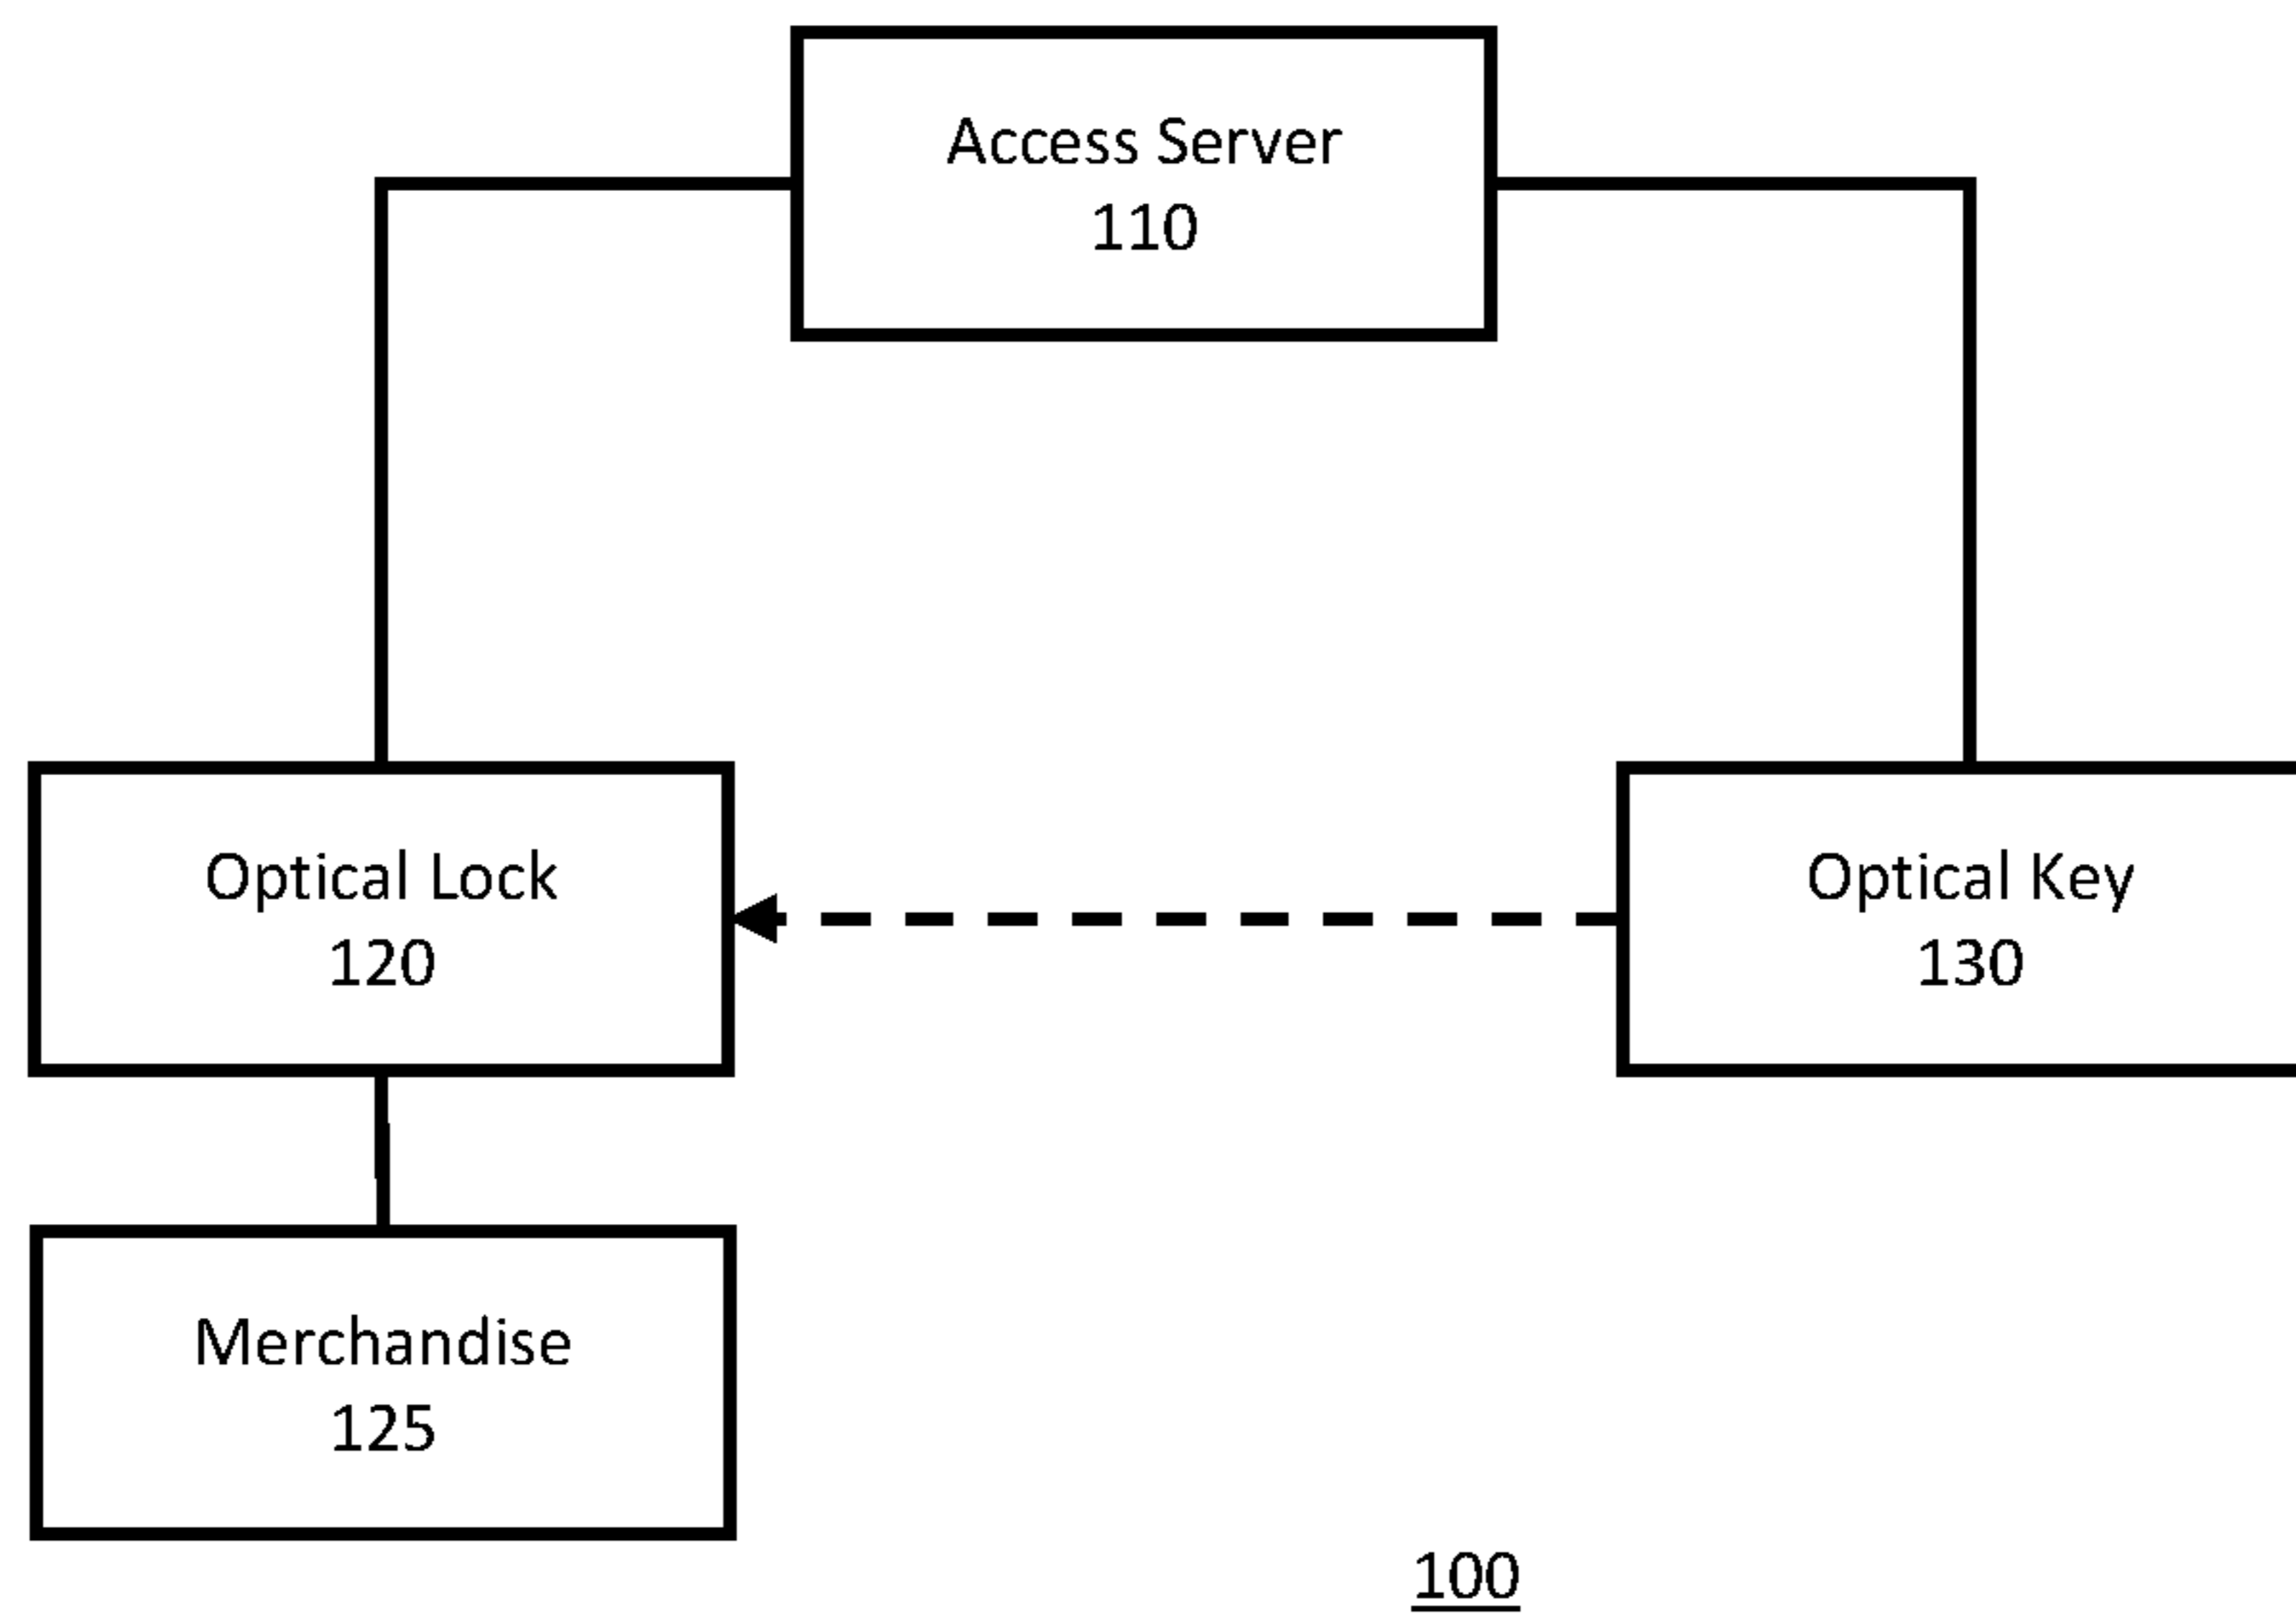 Access Server
110
Optical Lock
120
Optical Key
130
Merchandise
125
100